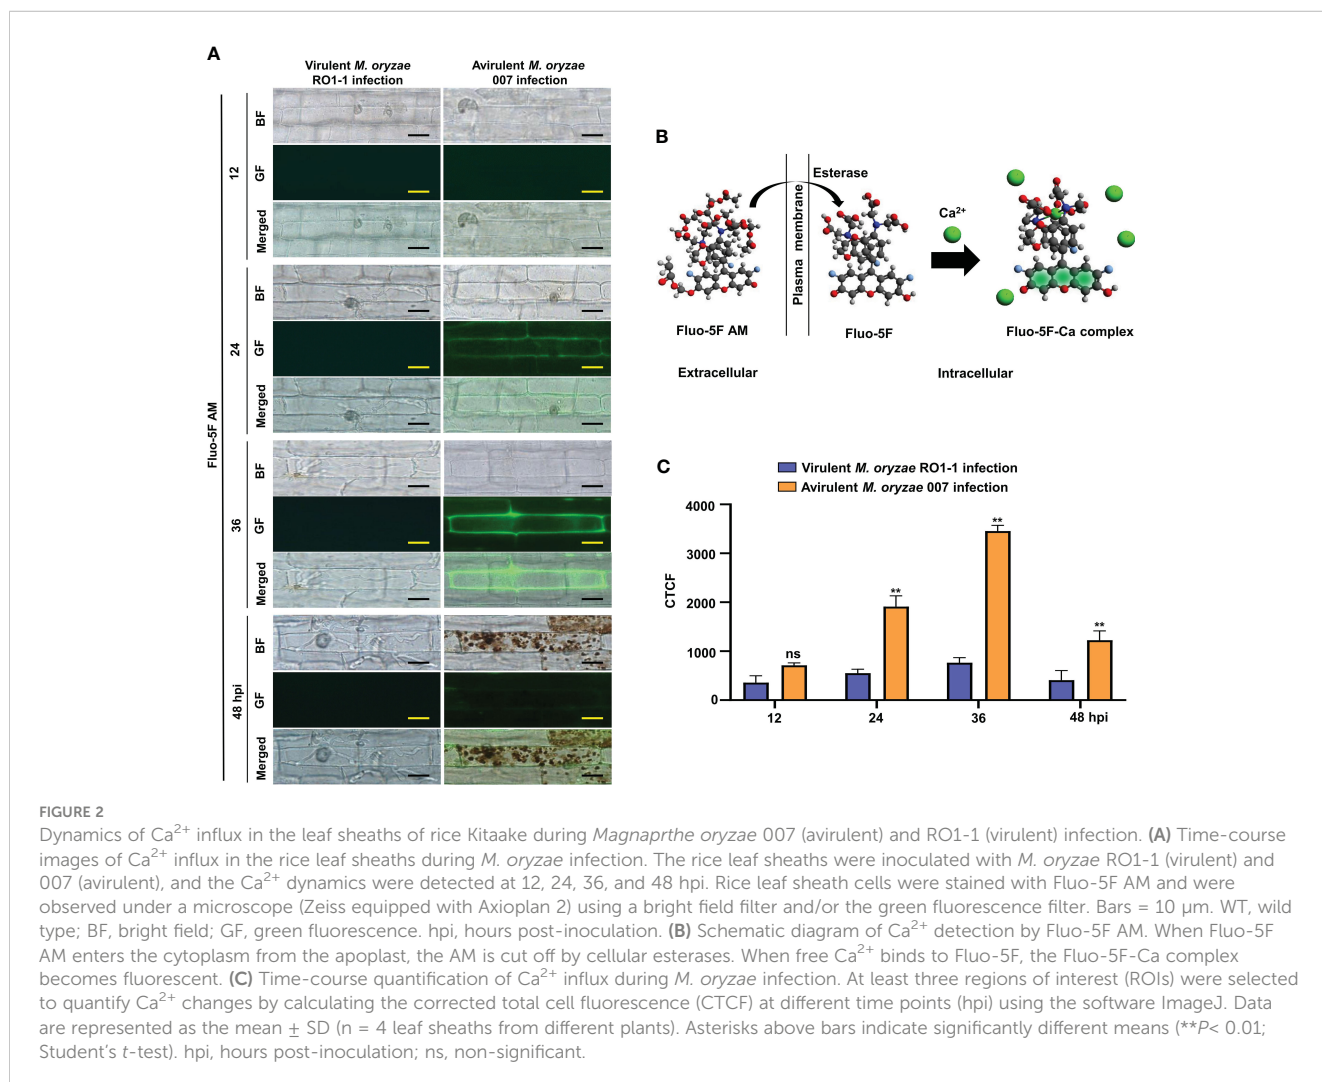 A
Virulent M. oryzae
RO1-1 infection
Avirulent M. oryzae
007 infection
Fluo-5F AM
12
BF
GF
Merged
24
BF
GF
Merged
36
BF
GF
Merged
48 hpi
BF
GF
Merged
B
Plasma membrane
Esterase
Ca²⁺
Fluo-5F AM
Fluo-5F
Fluo-5F-Ca complex
Extracellular
Intracellular
C
Virulent M. oryzae RO1-1 infection
Avirulent M. oryzae 007 infection
CTCF
4000
3000
2000
1000
0
ns
**
**
**
12
24
36
48 hpi
FIGURE 2
Dynamics of Ca²⁺ influx in the leaf sheaths of rice Kitaake during Magnaprthe oryzae 007 (avirulent) and RO1-1 (virulent) infection. (A) Time-course
images of Ca²⁺ influx in the rice leaf sheaths during M. oryzae infection. The rice leaf sheaths were inoculated with M. oryzae RO1-1 (virulent) and
007 (avirulent), and the Ca²⁺ dynamics were detected at 12, 24, 36, and 48 hpi. Rice leaf sheath cells were stained with Fluo-5F AM and were
observed under a microscope (Zeiss equipped with Axioplan 2) using a bright field filter and/or the green fluorescence filter. Bars = 10 µm. WT, wild
type; BF, bright field; GF, green fluorescence. hpi, hours post-inoculation. (B) Schematic diagram of Ca²⁺ detection by Fluo-5F AM. When Fluo-5F
AM enters the cytoplasm from the apoplast, the AM is cut off by cellular esterases. When free Ca²⁺ binds to Fluo-5F, the Fluo-5F-Ca complex
becomes fluorescent. (C) Time-course quantification of Ca²⁺ influx during M. oryzae infection. At least three regions of interest (ROIs) were selected
to quantify Ca²⁺ changes by calculating the corrected total cell fluorescence (CTCF) at different time points (hpi) using the software ImageJ. Data
are represented as the mean ± SD (n = 4 leaf sheaths from different plants). Asterisks above bars indicate significantly different means (**P< 0.01;
Student's t-test). hpi, hours post-inoculation; ns, non-significant.